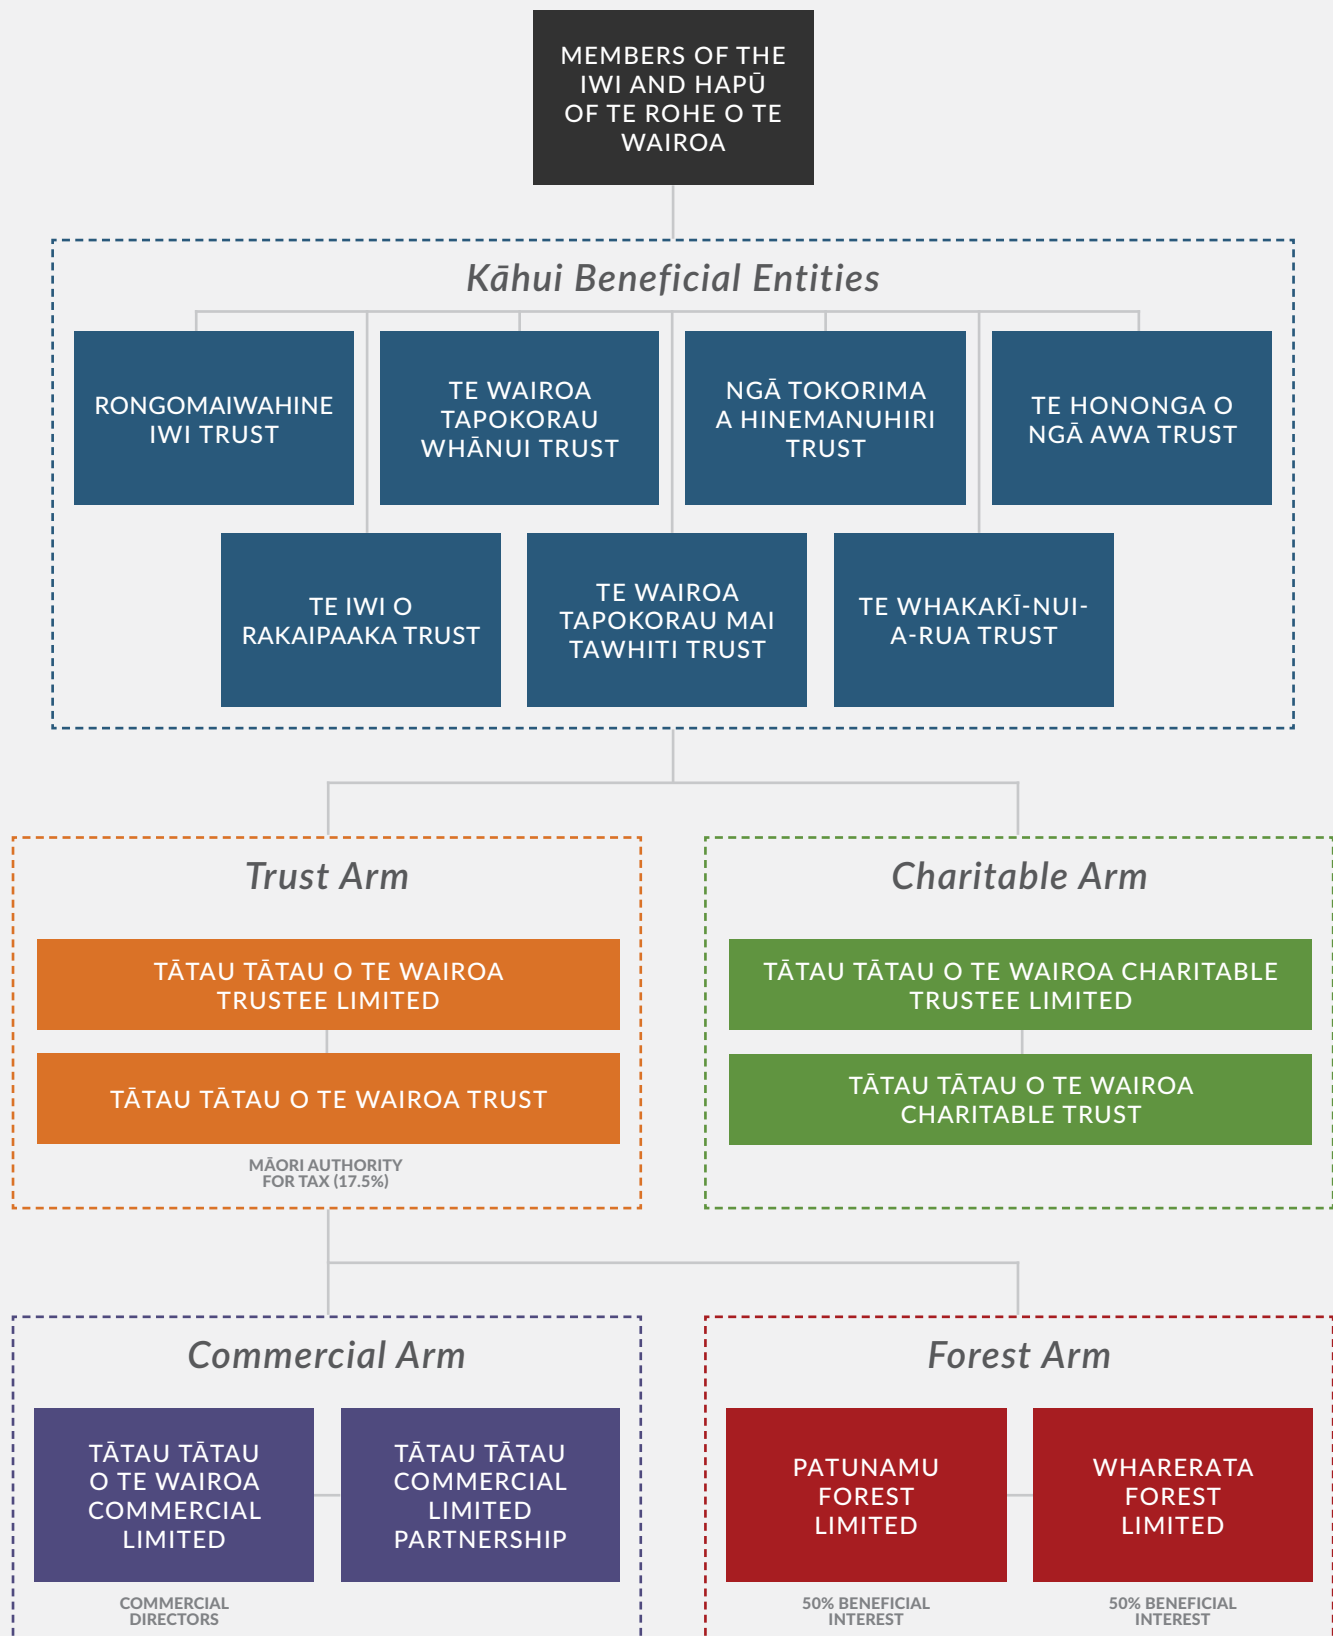 MEMBERS OF THE
IWI AND HAPŪ
OF TE ROHE O TE
WAIROA
Kāhui Beneficial Entities
RONGOMAIWAHINE
IWI TRUST
TE WAIROA
TAPOKORAU
WHĀNUI TRUST
NGĀ TOKORIMA
A HINEMANUHIRI
TRUST
TE HONONGA O
NGĀ AWA TRUST
TE IWI O
RAKAIPAAKA TRUST
TE WAIROA
TAPOKORAU MAI
TAWHITI TRUST
TE WHAKAKĪ-NUI-
A-RUA TRUST
Trust Arm
TĀTAU TĀTAU O TE WAIROA
TRUSTEE LIMITED
TĀTAU TĀTAU O TE WAIROA TRUST
MĀORI AUTHORITY
FOR TAX (17.5%)
Charitable Arm
TĀTAU TĀTAU O TE WAIROA CHARITABLE
TRUSTEE LIMITED
TĀTAU TĀTAU O TE WAIROA
CHARITABLE TRUST
Commercial Arm
TĀTAU TĀTAU
O TE WAIROA
COMMERCIAL
LIMITED
COMMERCIAL
DIRECTORS
TĀTAU TĀTAU
COMMERCIAL
LIMITED
PARTNERSHIP
Forest Arm
PATUNAMU
FOREST
LIMITED
50% BENEFICIAL
INTEREST
WHARERATA
FOREST
LIMITED
50% BENEFICIAL
INTEREST